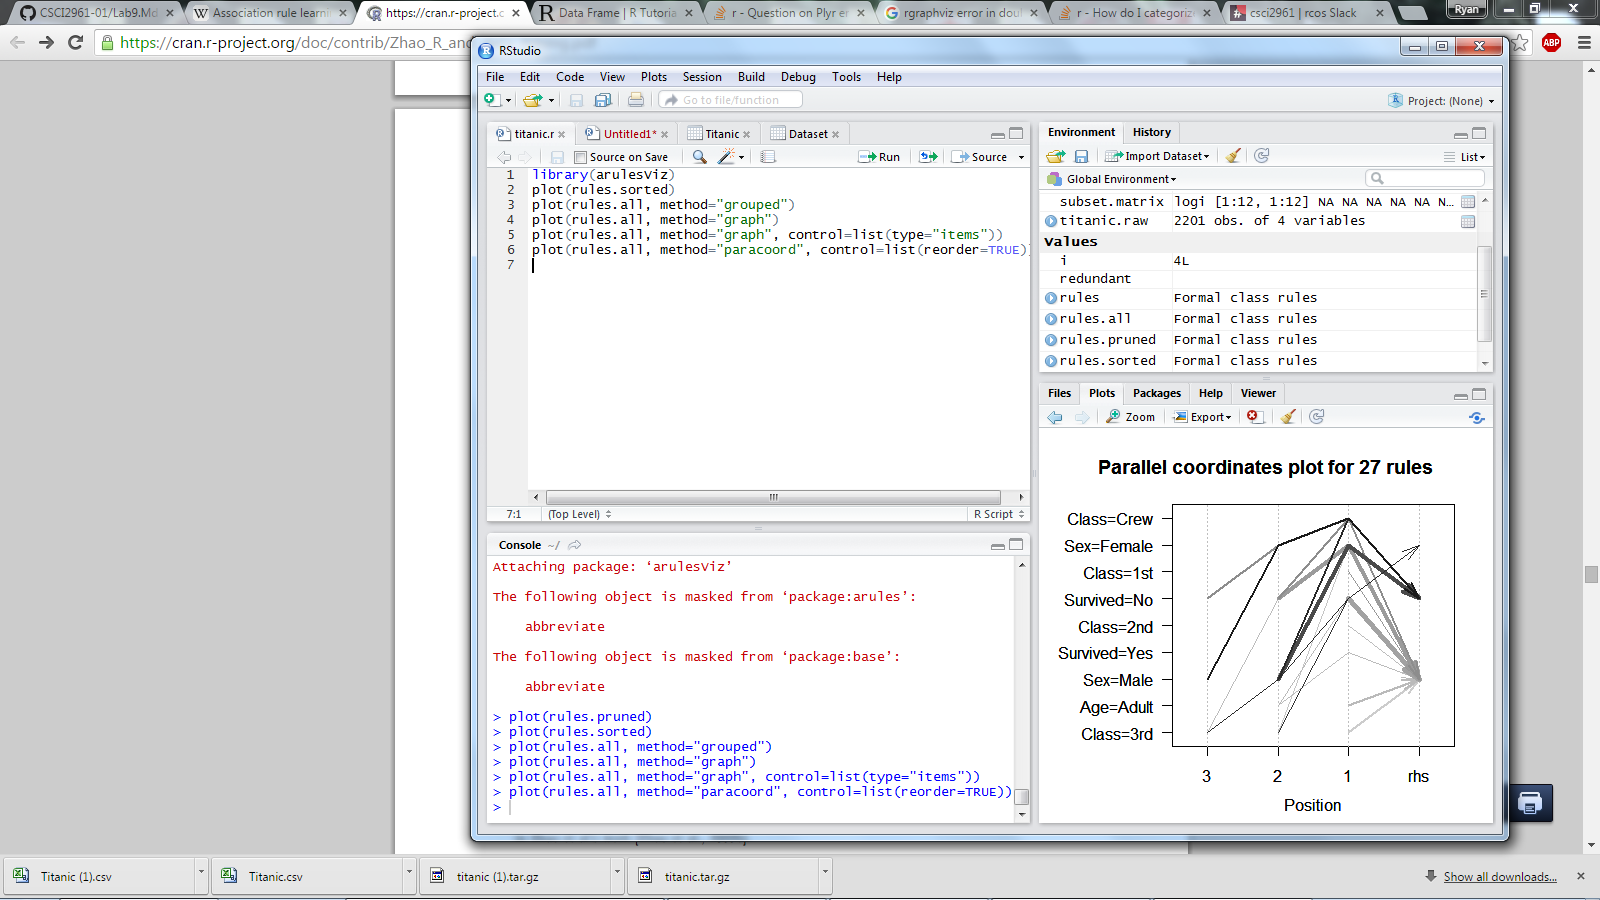 CSCI2961-01/Lab9.Md
Association rule learni
https://cran.r-project.c
Data Frame | R Tutoria
r - Question on Plyr er
rgraphviz error in doul
r - How do I categoriz
csci2961 | rcos Slack
Ryan
https://cran.r-project.org/doc/contrib/Zhao_R_an
ABP
RStudio
File Edit Code View Plots Session Build Debug Tools Help
Go to file/function
Project: (None)
titanic.r Untitled1* Titanic Dataset
Source on Save Run Source
1 library(arulesViz)
2 plot(rules.sorted)
3 plot(rules.all, method="grouped")
4 plot(rules.all, method="graph")
5 plot(rules.all, method="graph", control=list(type="items"))
6 plot(rules.all, method="paracoord", control=list(reorder=TRUE))
7
7:1 (Top Level) R Script
Console ~/
Attaching package: ‘arulesViz’
The following object is masked from ‘package:arules’:
abbreviate
The following object is masked from ‘package:base’:
abbreviate
> plot(rules.pruned)
> plot(rules.sorted)
> plot(rules.all, method="grouped")
> plot(rules.all, method="graph")
> plot(rules.all, method="graph", control=list(type="items"))
> plot(rules.all, method="paracoord", control=list(reorder=TRUE))
>
Environment History
Import Dataset List
Global Environment
subset.matrix logi [1:12, 1:12] NA NA NA NA NA N...
titanic.raw 2201 obs. of 4 variables
Values
i 4L
redundant
rules Formal class rules
rules.all Formal class rules
rules.pruned Formal class rules
rules.sorted Formal class rules
Files Plots Packages Help Viewer
Zoom Export
Parallel coordinates plot for 27 rules
Class=Crew
Sex=Female
Class=1st
Survived=No
Class=2nd
Survived=Yes
Sex=Male
Age=Adult
Class=3rd
3 2 1 rhs
Position
Titanic (1).csv
Titanic.csv
titanic (1).tar.gz
titanic.tar.gz
Show all downloads...